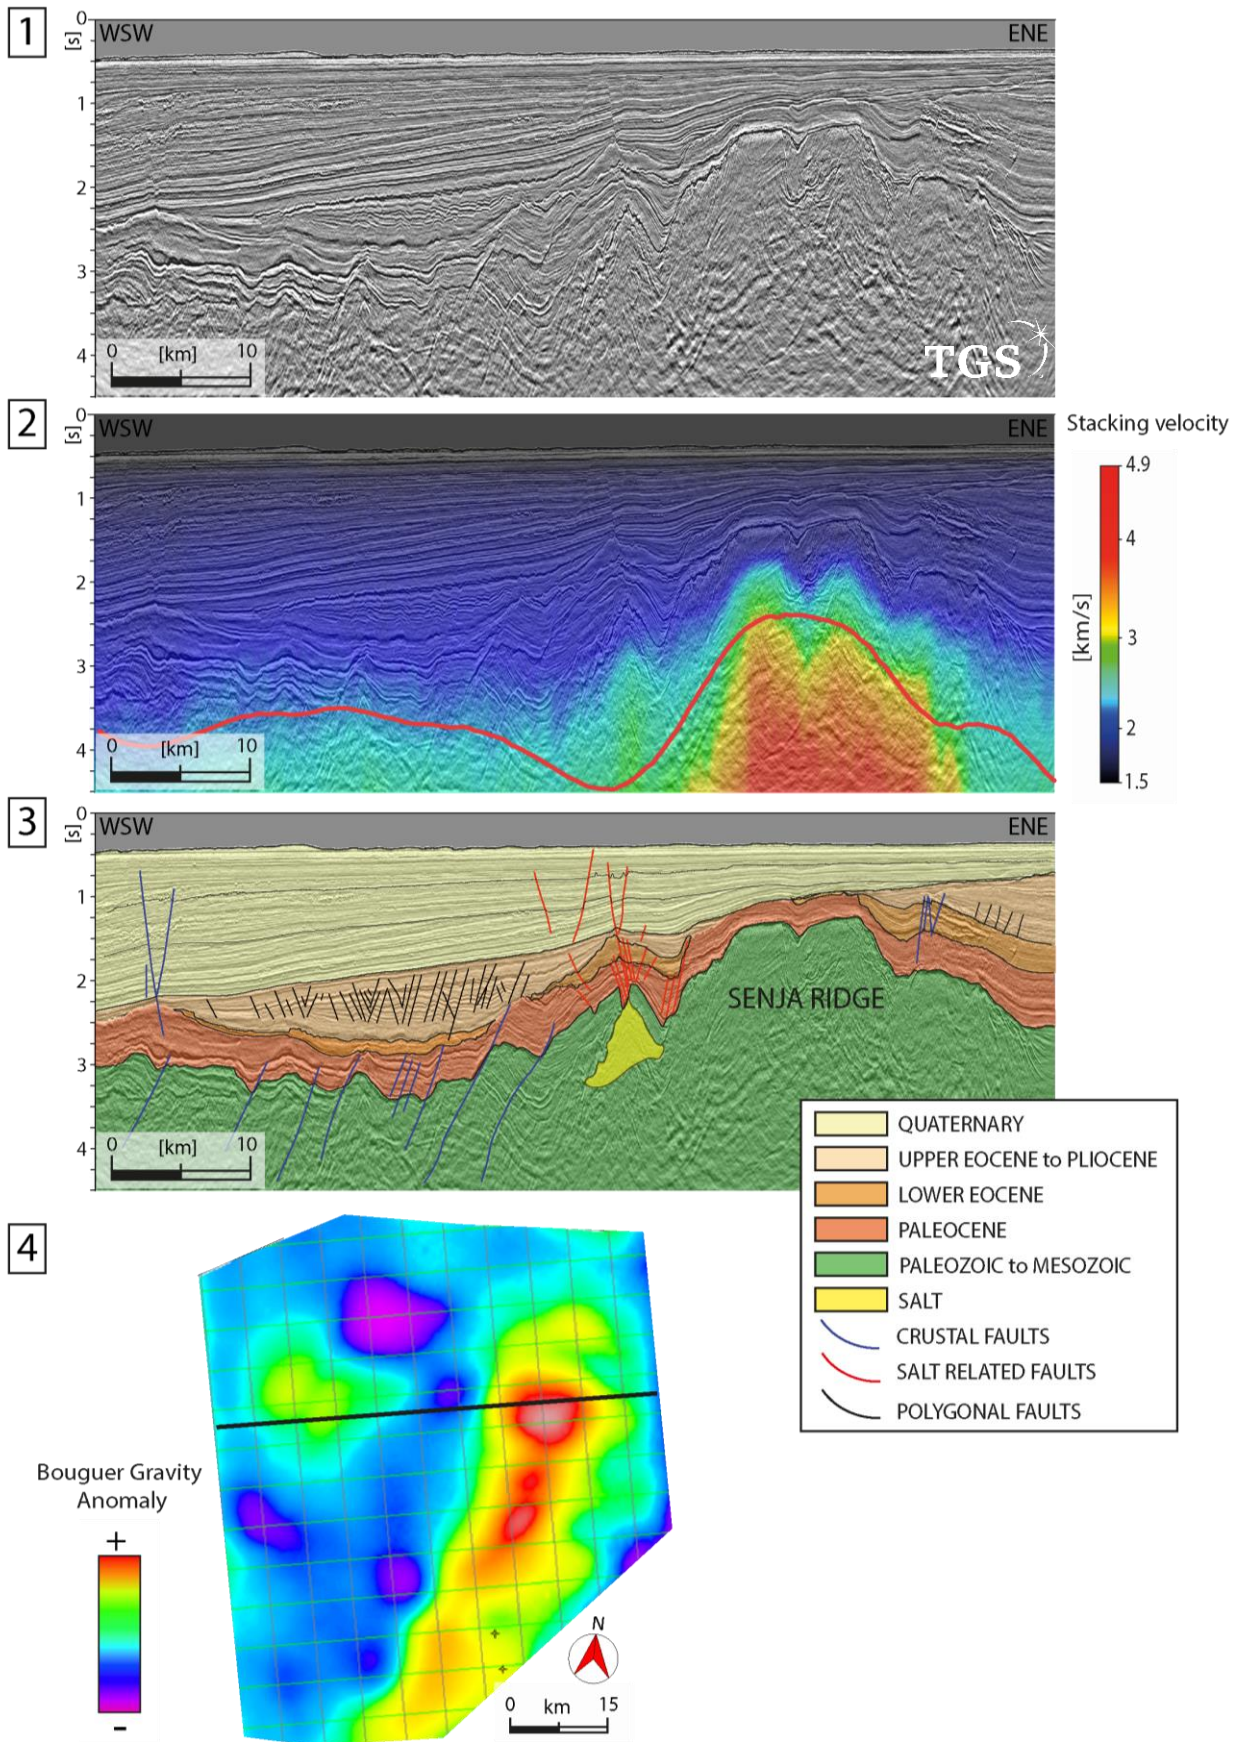 1
0
[s]
WSW
ENE
1
2
3
4
0 [km] 10
TGS
2
0
[s]
WSW
ENE
Stacking velocity
1
2
3
4
0 [km] 10
4.9
4
3
2
1.5
[km/s]
3
0
[s]
WSW
ENE
1
2
3
4
SENJA RIDGE
0 [km] 10
QUATERNARY
UPPER EOCENE to PLIOCENE
LOWER EOCENE
PALEOCENE
PALEOZOIC to MESOZOIC
SALT
CRUSTAL FAULTS
SALT RELATED FAULTS
POLYGONAL FAULTS
4
Bouguer Gravity
Anomaly
+
-
N
0 km 15